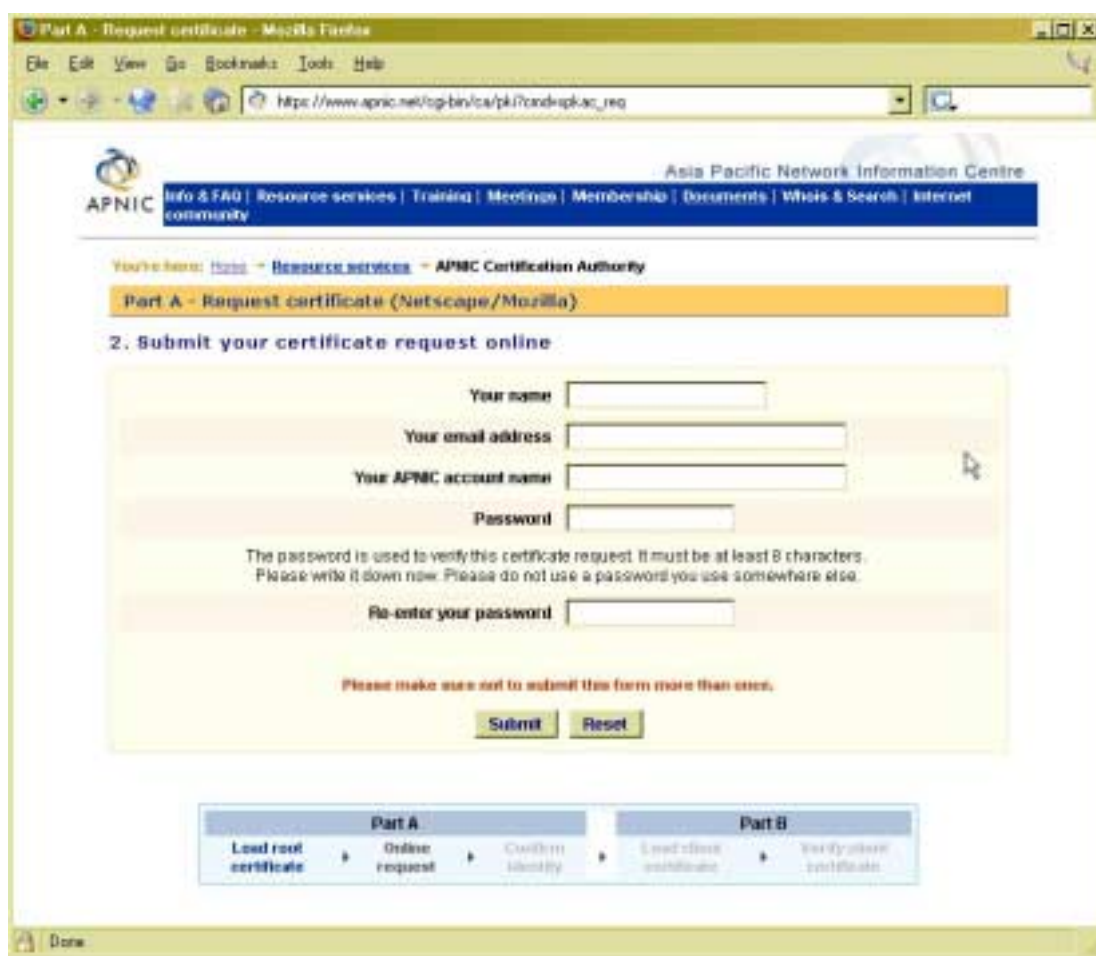 Part A - Request certificate - Mozilla Firefox
File Edit View Go Bookmarks Tools Help
https://www.apnic.net/cgi-bin/ca/pki?cmd=spkac_req
Asia Pacific Network Information Centre
APNIC
Info & FAQ | Resource services | Training | Meetings | Membership | Documents | Whois & Search | Internet
community
You're here: Home Resource services APNIC Certification Authority
Part A - Request certificate (Netscape/Mozilla)
2. Submit your certificate request online
Your name
Your email address
Your APNIC account name
Password
The password is used to verify this certificate request. It must be at least 8 characters.
Please write it down now. Please do not use a password you use somewhere else.
Re-enter your password
Please make sure not to submit this form more than once.
Submit Reset
Part A Part B
Load root Online Confirm Load client Verify client
certificate request identity certificate certificate
Done